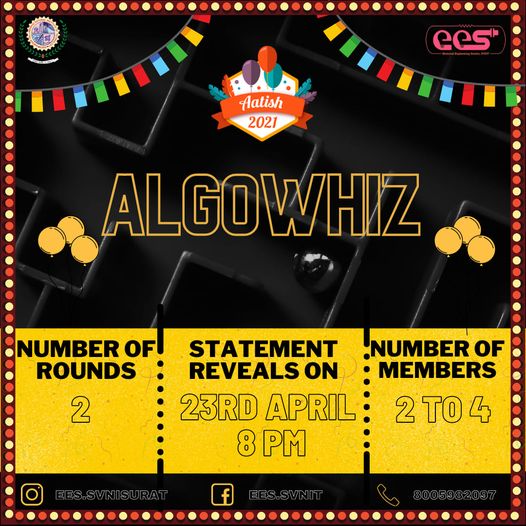 ees
Aatish
2021
ALGOWHIZ
NUMBER OF
ROUNDS
2
STATEMENT
REVEALS ON
23RD APRIL
8 PM
NUMBER OF
MEMBERS
2 TO 4
EES.SVNISURAT
EES.SVNIT
8005982097